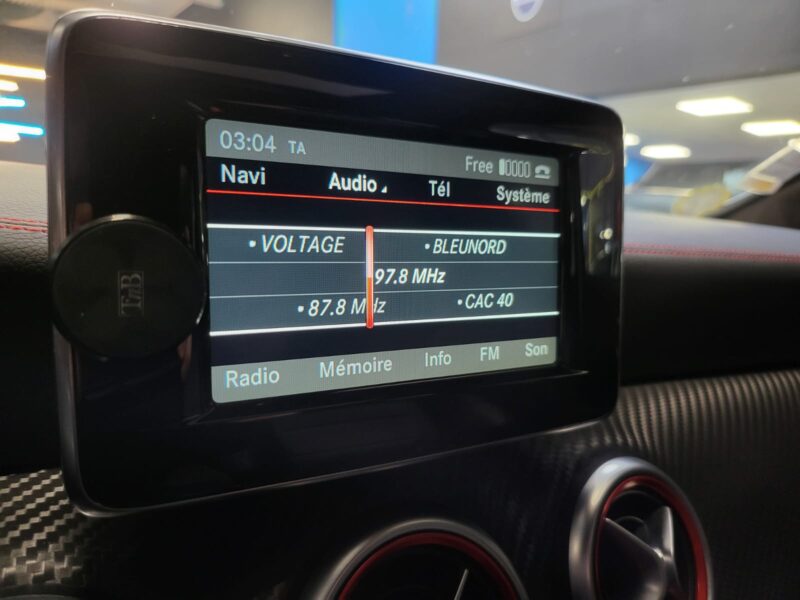 03:04 TA Free
Navi Audio Tél Système
• VOLTAGE • BLEUNORD
97.8 MHz
• 87.8 MHz • CAC 40
Radio Mémoire Info FM Son
T'nB